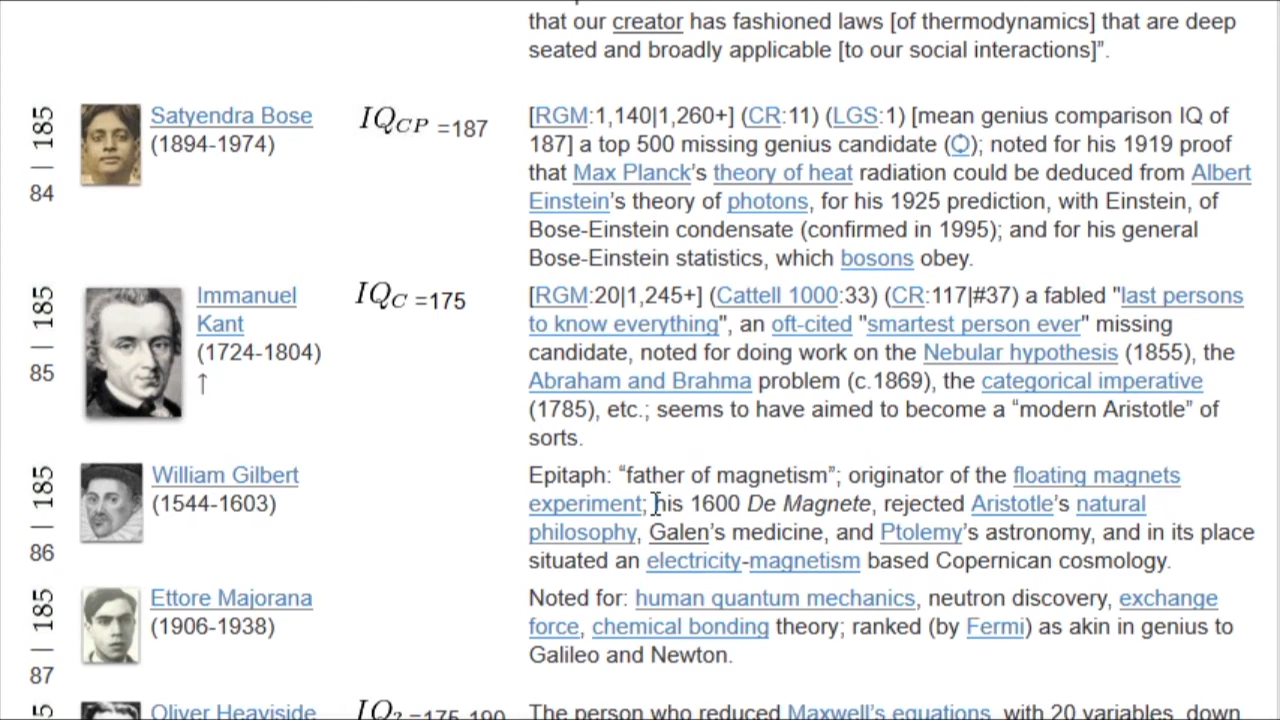 that our creator has fashioned laws [of thermodynamics] that are deep
seated and broadly applicable [to our social interactions]”.
185
—
84
Satyendra Bose
(1894-1974)
IQCP =187
[RGM:1,140|1,260+] (CR:11) (LGS:1) [mean genius comparison IQ of
187] a top 500 missing genius candidate (Ѻ); noted for his 1919 proof
that Max Planck’s theory of heat radiation could be deduced from Albert
Einstein’s theory of photons, for his 1925 prediction, with Einstein, of
Bose-Einstein condensate (confirmed in 1995); and for his general
Bose-Einstein statistics, which bosons obey.
185
—
85
Immanuel
Kant
(1724-1804)
↑
IQC =175
[RGM:20|1,245+] (Cattell 1000:33) (CR:117|#37) a fabled "last persons
to know everything", an oft-cited "smartest person ever" missing
candidate, noted for doing work on the Nebular hypothesis (1855), the
Abraham and Brahma problem (c.1869), the categorical imperative
(1785), etc.; seems to have aimed to become a “modern Aristotle” of
sorts.
185
—
86
William Gilbert
(1544-1603)
Epitaph: “father of magnetism”; originator of the floating magnets
experiment; his 1600 De Magnete, rejected Aristotle’s natural
philosophy, Galen’s medicine, and Ptolemy’s astronomy, and in its place
situated an electricity-magnetism based Copernican cosmology.
185
—
87
Ettore Majorana
(1906-1938)
Noted for: human quantum mechanics, neutron discovery, exchange
force, chemical bonding theory; ranked (by Fermi) as akin in genius to
Galileo and Newton.
Oliver Heaviside
IQ? =175-190
The person who reduced Maxwell’s equations, with 20 variables, down